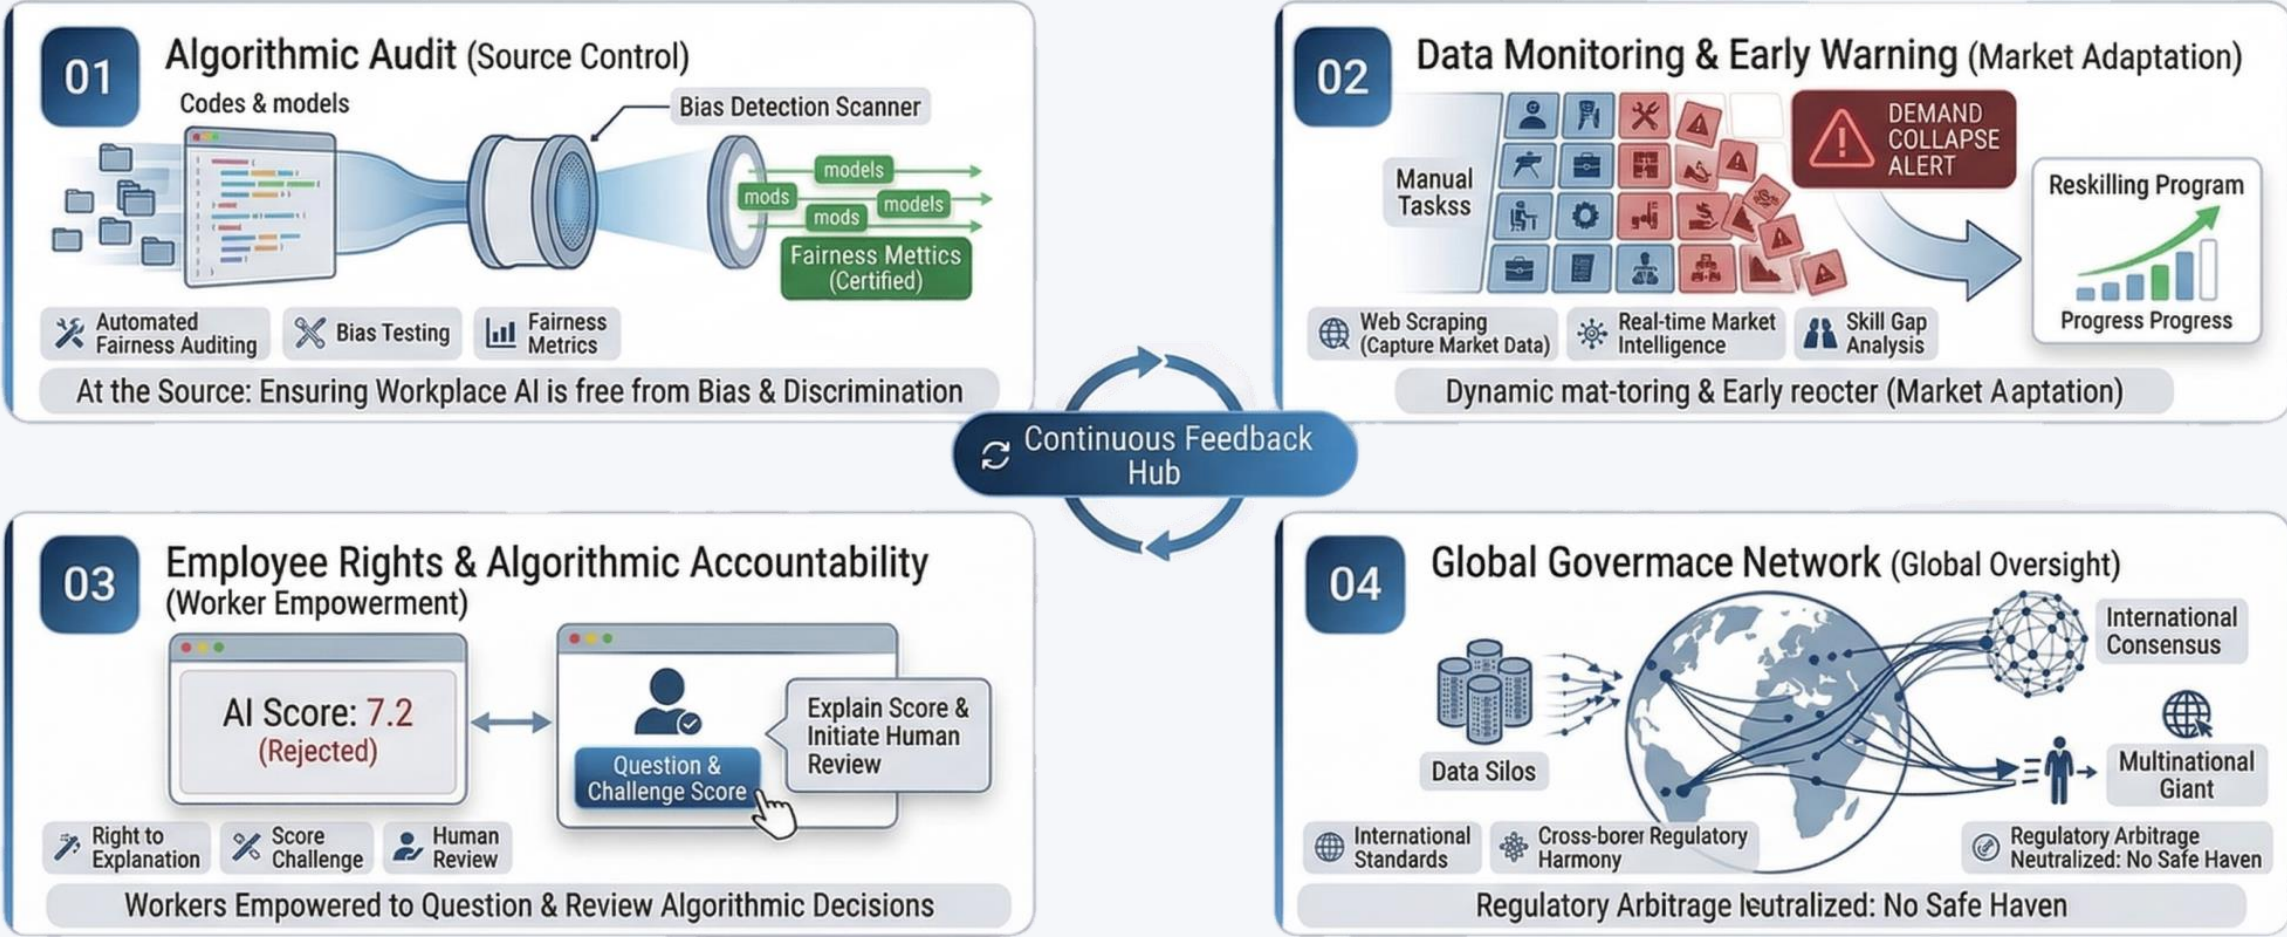 01
Algorithmic Audit (Source Control)
Codes & models
Bias Detection Scanner
models
mods
models
mods
Fairness Mettics
(Certified)
Automated
Fairness Auditing
Bias Testing
Fairness
Metrics
At the Source: Ensuring Workplace AI is free from Bias & Discrimination
02
Data Monitoring & Early Warning (Market Adaptation)
Manual
Taskss
DEMAND
COLLAPSE
ALERT
Reskilling Program
Progress Progress
Web Scraping
(Capture Market Data)
Real-time Market
Intelligence
Skill Gap
Analysis
Dynamic mat-toring & Early reocter (Market Aaptation)
Continuous Feedback
Hub
03
Employee Rights & Algorithmic Accountability
(Worker Empowerment)
AI Score: 7.2
(Rejected)
Question &
Challenge Score
Explain Score &
Initiate Human
Review
Right to
Explanation
Score
Challenge
Human
Review
Workers Empowered to Question & Review Algorithmic Decisions
04
Global Govermace Network (Global Oversight)
Data Silos
International
Consensus
Multinational
Giant
International
Standards
Cross-borer Regulatory
Harmony
Regulatory Arbitrage
Neutralized: No Safe Haven
Regulatory Arbitrage leutralized: No Safe Haven